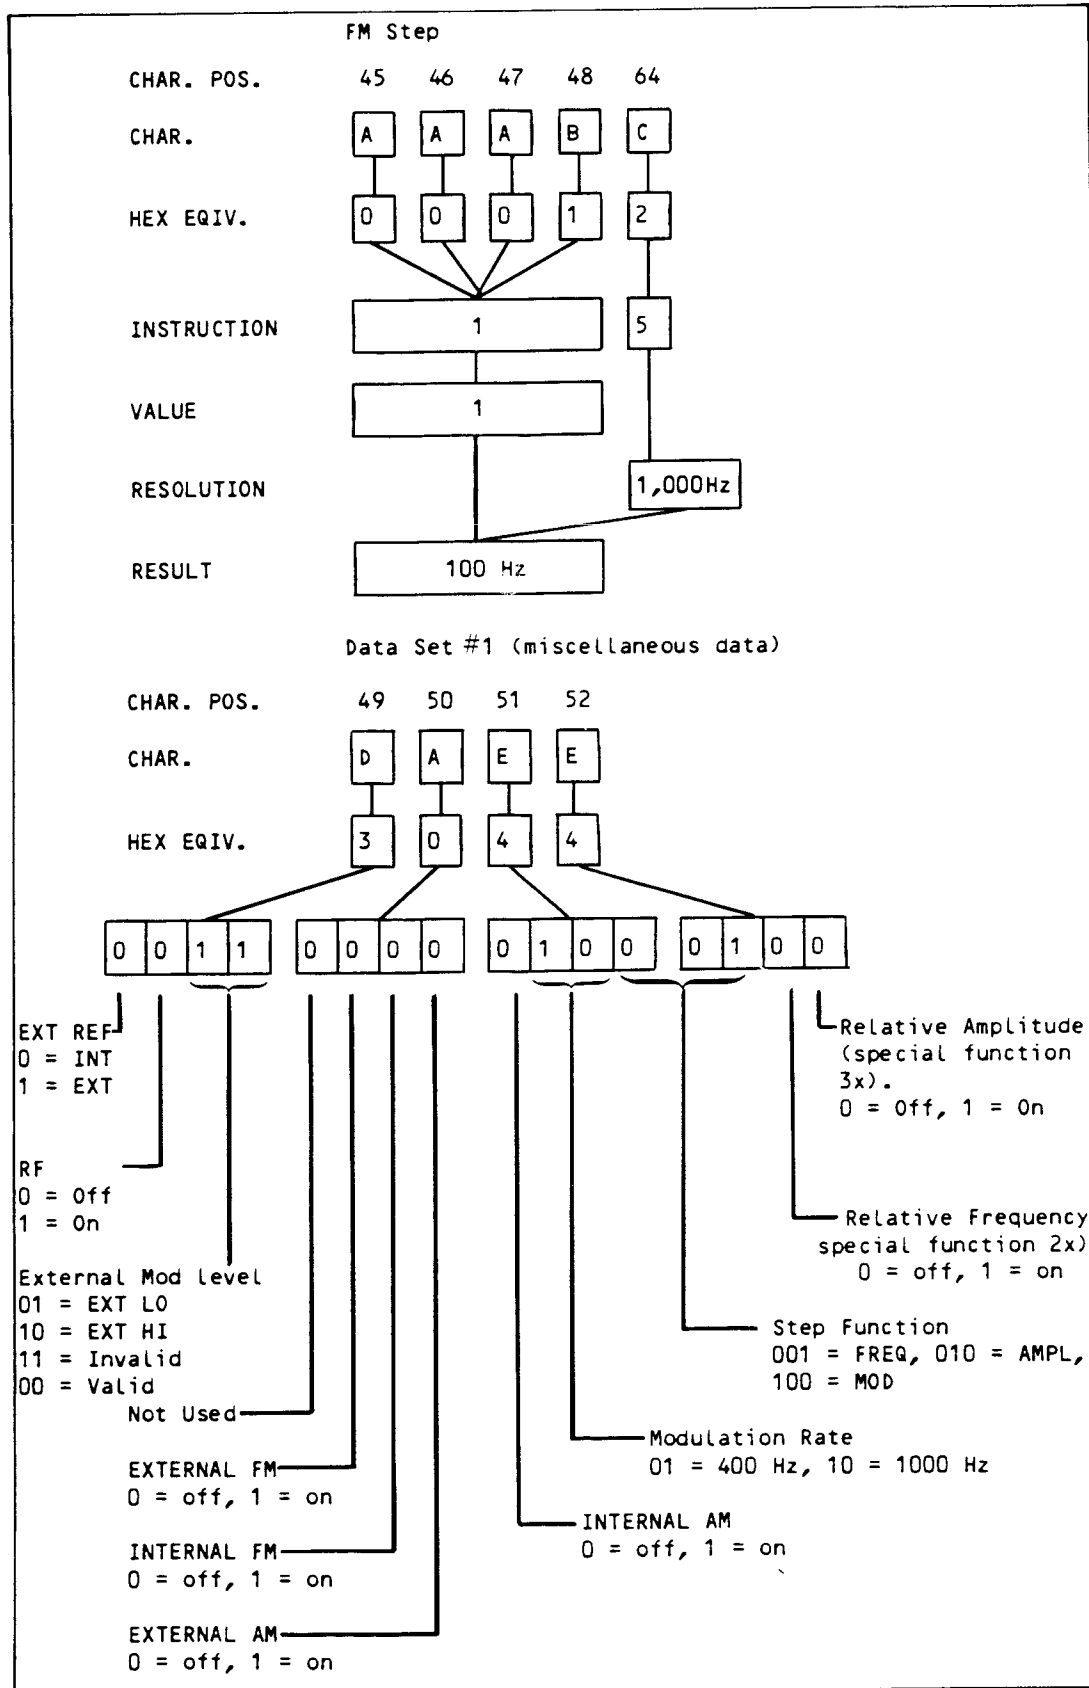 FM Step
CHAR. POS. 45 46 47 48 64
CHAR. A A A B C
HEX EQIV. 0 0 0 1 2
INSTRUCTION 1 5
VALUE 1
RESOLUTION 1,000Hz
RESULT 100 Hz
Data Set #1 (miscellaneous data)
CHAR. POS. 49 50 51 52
CHAR. D A E E
HEX EQIV. 3 0 4 4
0 0 1 1 0 0 0 0 0 1 0 0 0 1 0 0
EXT REF
0 = INT
1 = EXT
Relative Amplitude
(special function
3x).
0 = Off, 1 = On
RF
0 = Off
1 = On
Relative Frequency
special function 2x)
0 = off, 1 = on
External Mod level
01 = EXT LO
10 = EXT HI
11 = Invalid
00 = Valid
Step Function
001 = FREQ, 010 = AMPL,
100 = MOD
Not Used
Modulation Rate
01 = 400 Hz, 10 = 1000 Hz
EXTERNAL FM
0 = off, 1 = on
INTERNAL AM
0 = off, 1 = on
INTERNAL FM
0 = off, 1 = on
EXTERNAL AM
0 = off, 1 = on